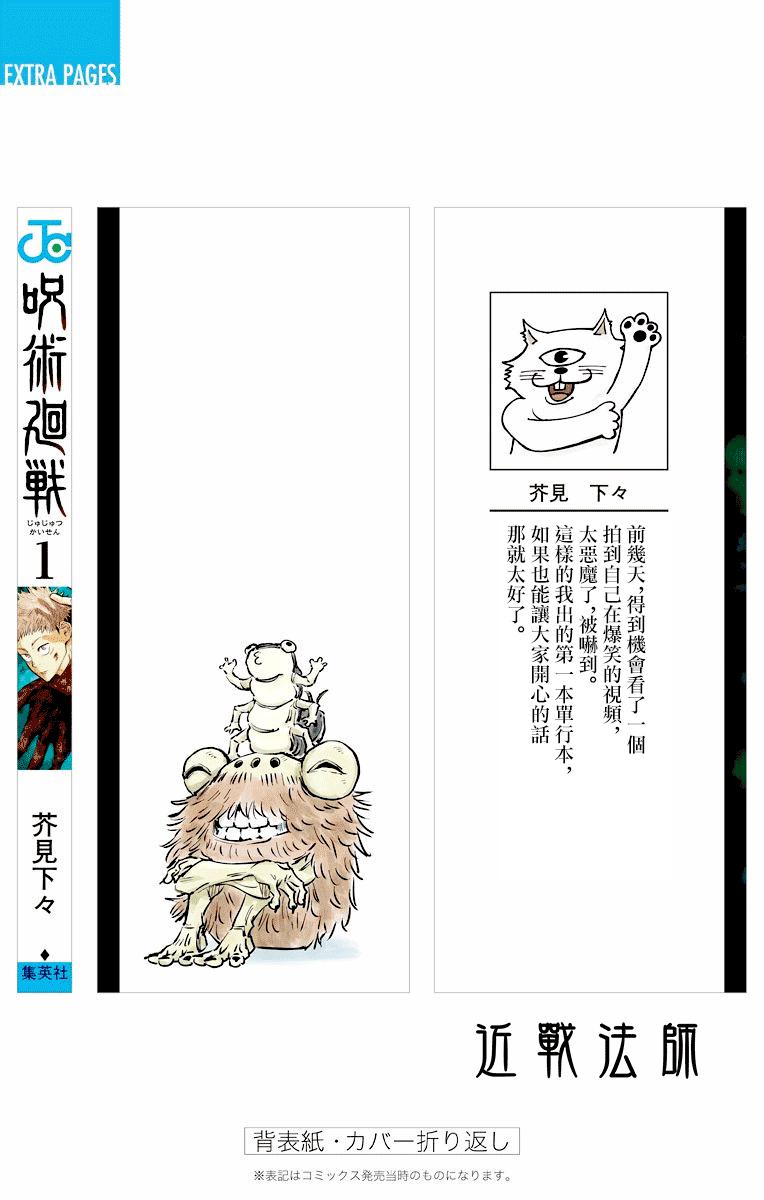 EXTRA PAGES
JC
呪術廻戦
じゅじゅつ
かいせん
1
芥見下々
集英社
芥見 下々
前幾天，得到機會看了一個
拍到自己在爆笑的視頻，
太惡魔了，被嚇到。
這樣的我出的第一本單行本，
如果也能讓大家開心的話
那就太好了。
近戰法師
背表紙・カバー折り返し
※表記はコミックス発売当時のものになります。